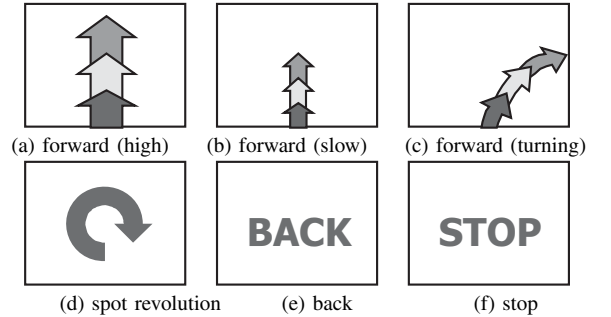 (a) forward (high) (b) forward (slow) (c) forward (turning)
BACK STOP
(d) spot revolution (e) back (f) stop